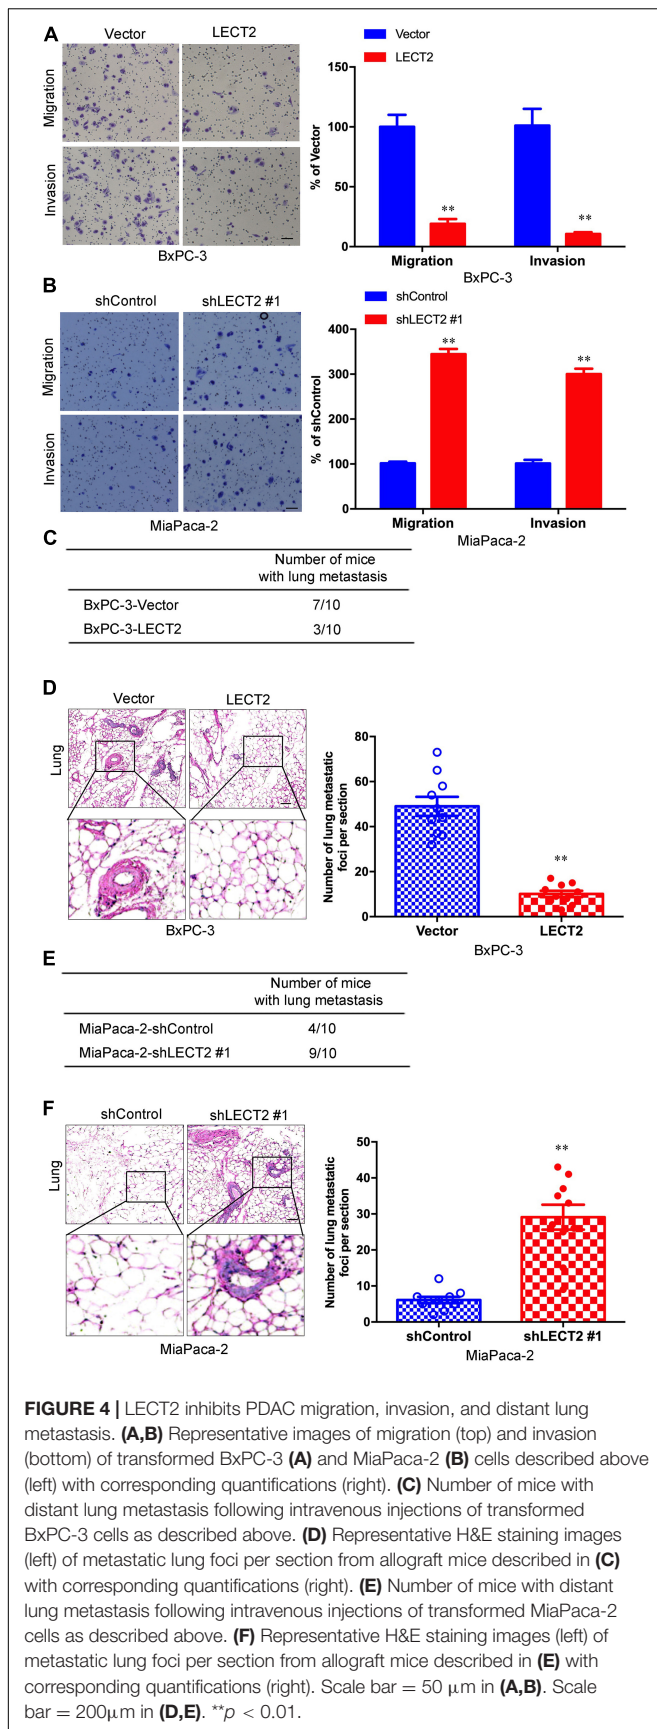 A
Vector
LECT2
Migration
Invasion
BxPC-3
Vector
LECT2
% of Vector
150
100
50
0
**
**
Migration
Invasion
BxPC-3
B
shControl
shLECT2 #1
Migration
Invasion
MiaPaca-2
shControl
shLECT2 #1
% of shControl
400
300
200
100
0
**
**
Migration
Invasion
MiaPaca-2
C
Number of mice
with lung metastasis
BxPC-3-Vector 7/10
BxPC-3-LECT2 3/10
D
Vector
LECT2
Lung
BxPC-3
Number of lung metastatic
foci per section
80
60
40
20
0
**
Vector
LECT2
BxPC-3
E
Number of mice
with lung metastasis
MiaPaca-2-shControl 4/10
MiaPaca-2-shLECT2 #1 9/10
F
shControl
shLECT2 #1
Lung
MiaPaca-2
Number of lung metastatic
foci per section
50
40
30
20
10
0
**
shControl
shLECT2 #1
MiaPaca-2
FIGURE 4 | LECT2 inhibits PDAC migration, invasion, and distant lung
metastasis. (A,B) Representative images of migration (top) and invasion
(bottom) of transformed BxPC-3 (A) and MiaPaca-2 (B) cells described above
(left) with corresponding quantifications (right). (C) Number of mice with
distant lung metastasis following intravenous injections of transformed
BxPC-3 cells as described above. (D) Representative H&E staining images
(left) of metastatic lung foci per section from allograft mice described in (C)
with corresponding quantifications (right). (E) Number of mice with distant
lung metastasis following intravenous injections of transformed MiaPaca-2
cells as described above. (F) Representative H&E staining images (left) of
metastatic lung foci per section from allograft mice described in (E) with
corresponding quantifications (right). Scale bar = 50 μm in (A,B). Scale
bar = 200μm in (D,E). **p < 0.01.